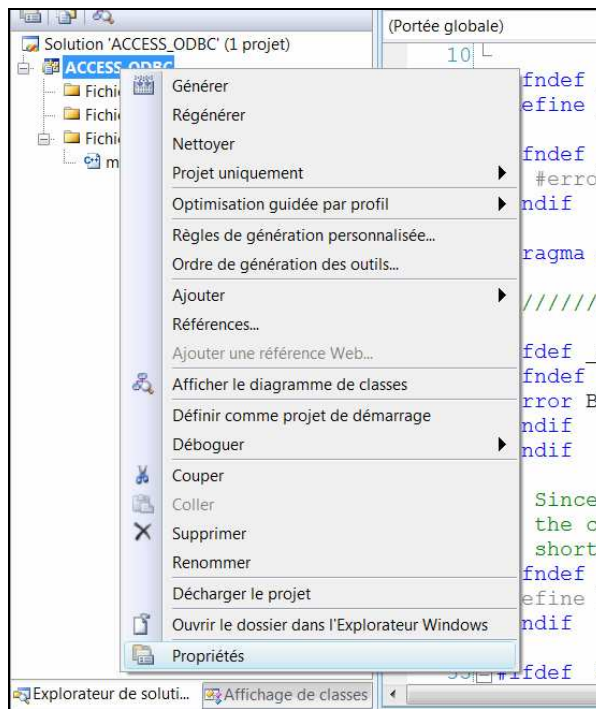 (Portée globale)
Solution 'ACCESS_ODBC' (1 projet)
ACCESS_ODBC
Fichi
Fichi
Fichi
m
Générer
Régénérer
Nettoyer
Projet uniquement
Optimisation guidée par profil
Règles de génération personnalisée...
Ordre de génération des outils...
Ajouter
Références...
Ajouter une référence Web...
Afficher le diagramme de classes
Définir comme projet de démarrage
Déboguer
Couper
Coller
Supprimer
Renommer
Décharger le projet
Ouvrir le dossier dans l'Explorateur Windows
Propriétés
10
fndef
efine
fndef
#erro
ndif
ragma
//////
fdef _
fndef
rror B
ndif
ndif
Since
the c
short
fndef
efine
ndif
#ifdef
Explorateur de soluti...
Affichage de classes